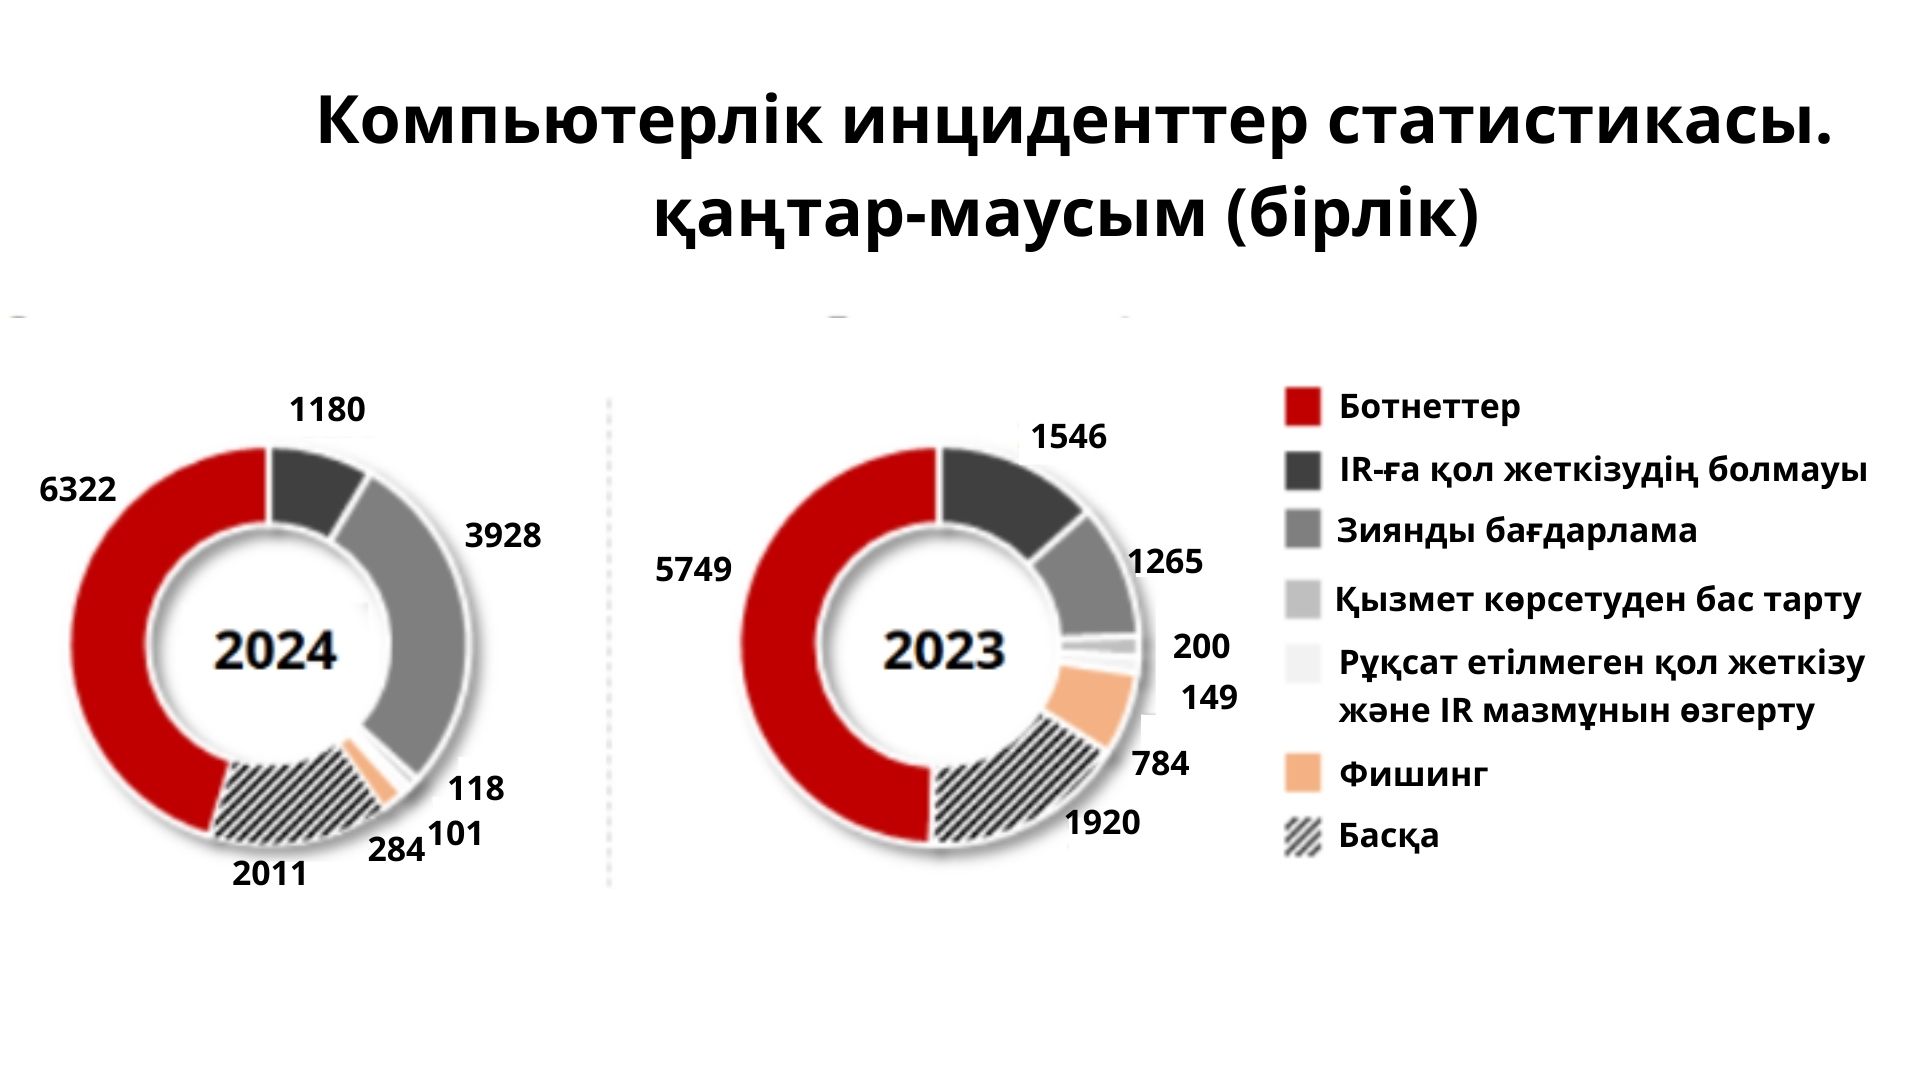 Компьютерлік инциденттер статистикасы.
қаңтар-маусым (бірлік)
1180
6322
3928
2024
118
101
284
2011
1546
5749
1265
200
2023
149
784
1920
Ботнеттер
IR-ға қол жеткізудің болмауы
Зиянды бағдарлама
Қызмет көрсетуден бас тарту
Рұқсат етілмеген қол жеткізу
және IR мазмұнын өзгерту
Фишинг
Басқа